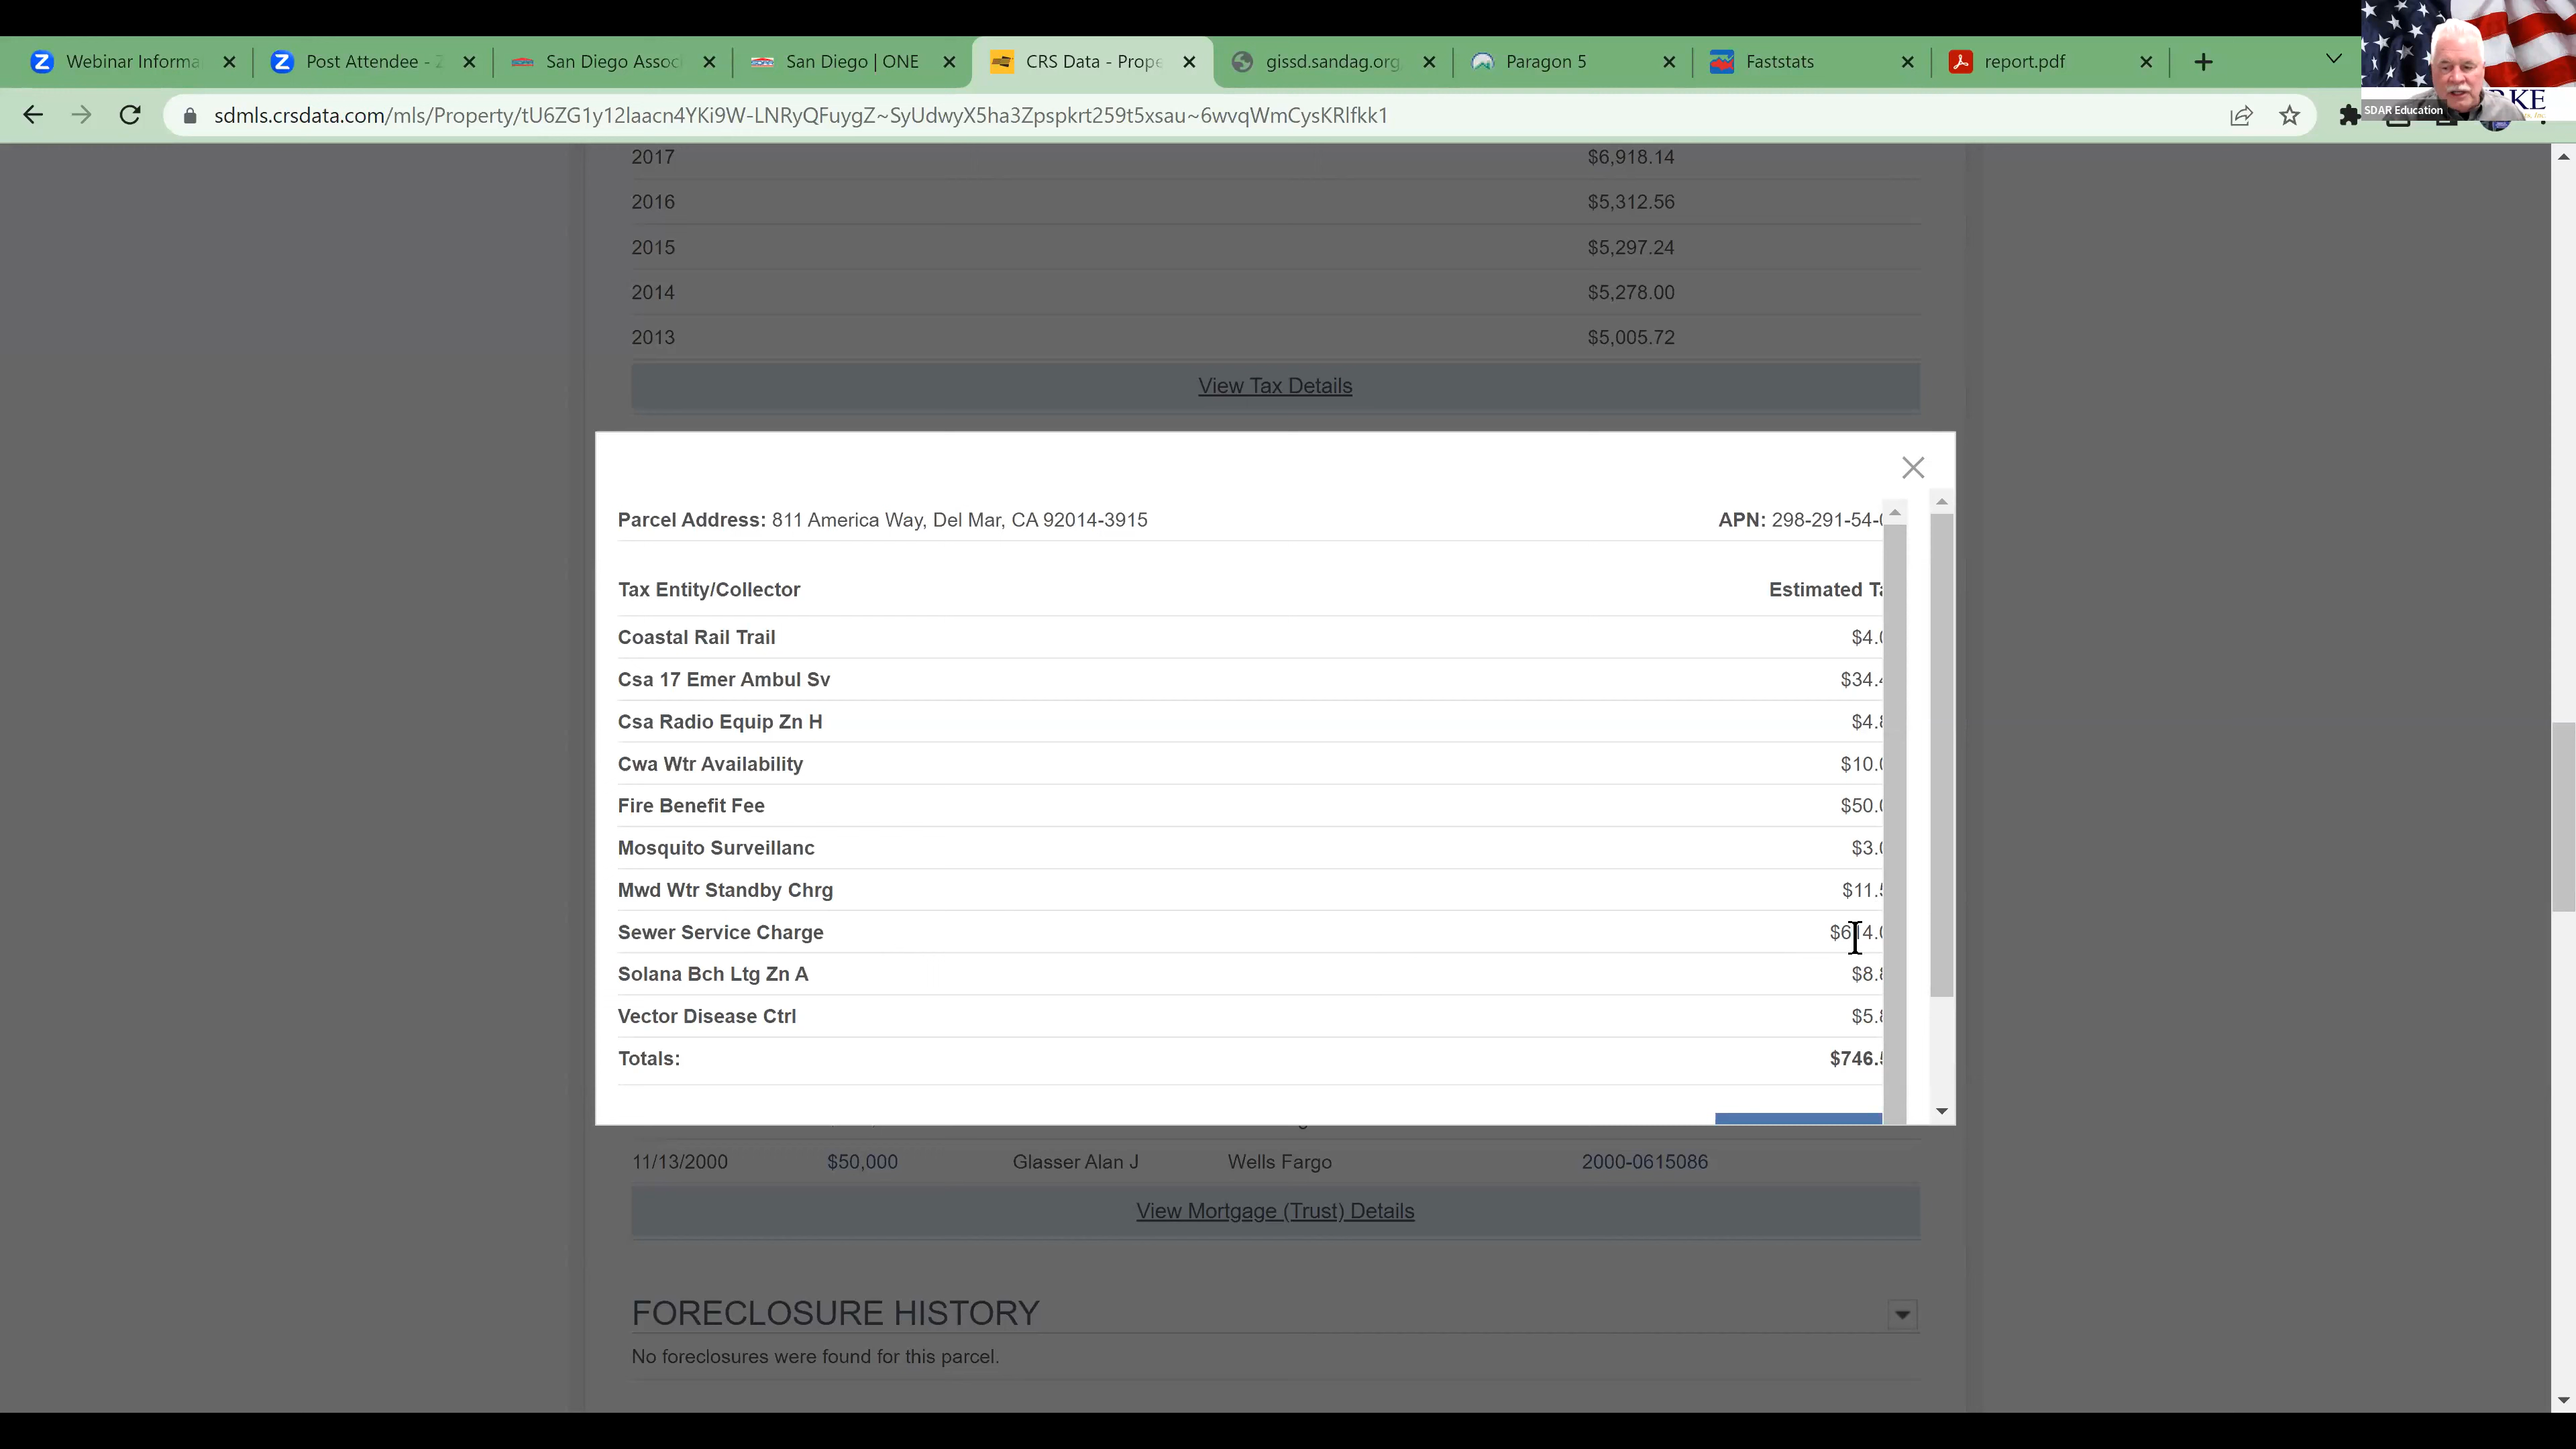 Webinar Informa
Post Attendee - Z
San Diego Assoc
San Diego | ONE
CRS Data - Prope
gissd.sandag.org
Paragon 5
Faststats
report.pdf
sdmls.crsdata.com/mls/Property/tU6ZG1y12laacn4YKi9W-LNRyQFuygZ~SyUdwyX5ha3Zpspkrt259t5xsau~6wvqWmCysKRlfkk1
SDAR Education
RKE
2017 $6,918.14
2016 $5,312.56
2015 $5,297.24
2014 $5,278.00
2013 $5,005.72
View Tax Details
Parcel Address: 811 America Way, Del Mar, CA 92014-3915 APN: 298-291-54-
Tax Entity/Collector Estimated
Coastal Rail Trail $4.
Csa 17 Emer Ambul Sv $34.
Csa Radio Equip Zn H $4.
Cwa Wtr Availability $10.
Fire Benefit Fee $50.
Mosquito Surveillanc $3.
Mwd Wtr Standby Chrg $11.
Sewer Service Charge $614.
Solana Bch Ltg Zn A $8.
Vector Disease Ctrl $5.
Totals: $746.
11/13/2000 $50,000 Glasser Alan J Wells Fargo 2000-0615086
View Mortgage (Trust) Details
FORECLOSURE HISTORY
No foreclosures were found for this parcel.